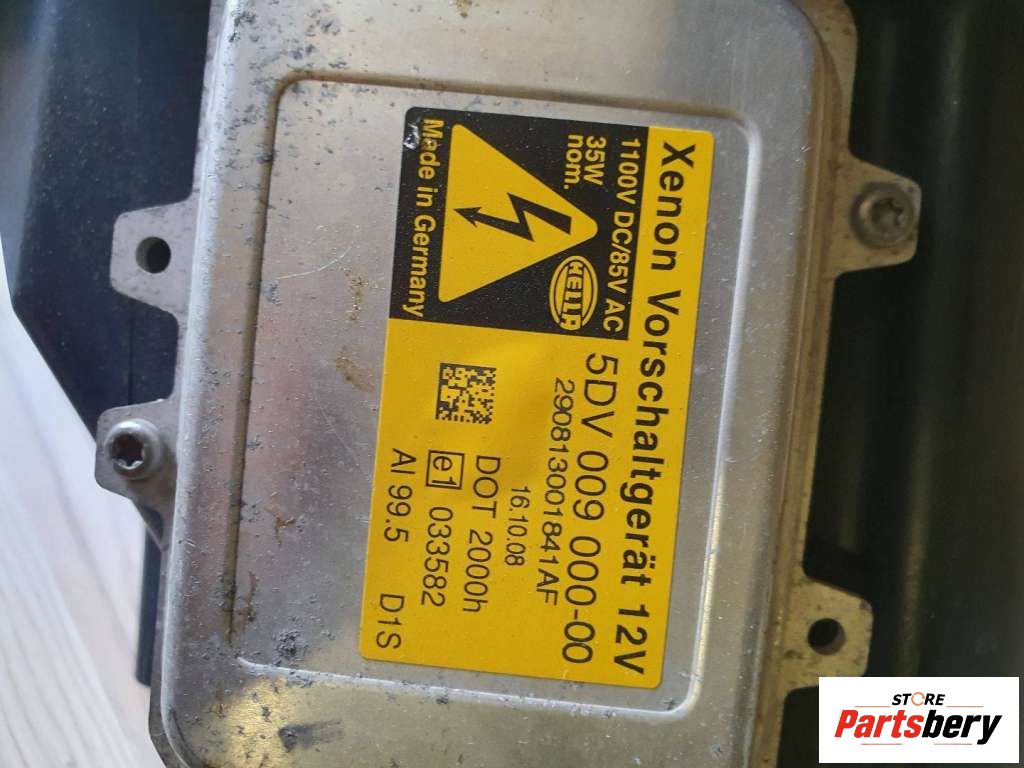 Xenon Vorschaltgerät 12V
1100V DC/85V AC
35W
nom.
HELLA
Made in Germany
5DV 009 000-00
290813001841AF
16.10.08
DOT 2000h
e1 033582
Al 99.5 D1S
STORE
Partsbery